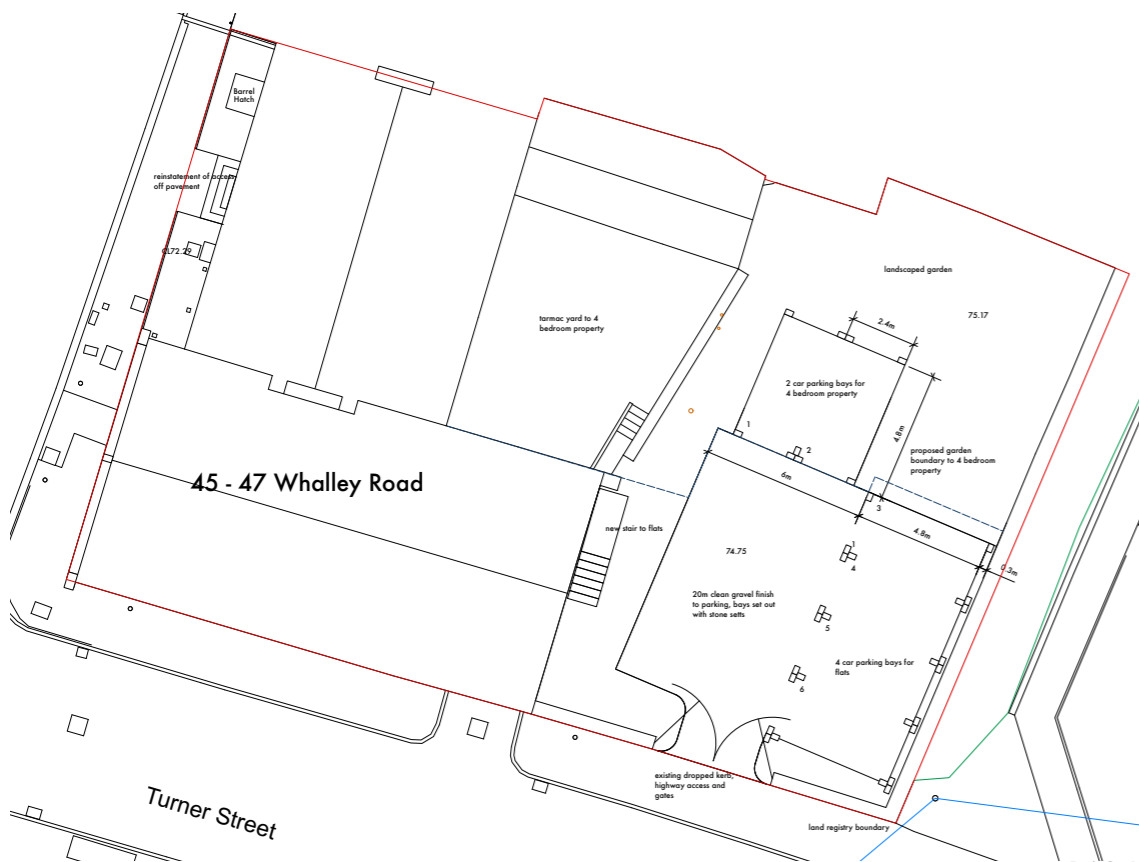 Barrel
Hatch
reinstatement of access
off pavement
CL72.29
tarmac yard to 4
bedroom property
landscaped garden
75.17
2.4m
2 car parking bays for
4 bedroom property
4.8m
1
2
proposed garden
boundary to 4 bedroom
property
45 - 47 Whalley Road
6m
3
4.8m
new stair to flats
74.75
1
4
0.3m
20m clean gravel finish
to parking, bays set out
with stone setts
5
4 car parking bays for
flats
6
existing dropped kerb,
highway access and
gates
Turner Street
land registry boundary